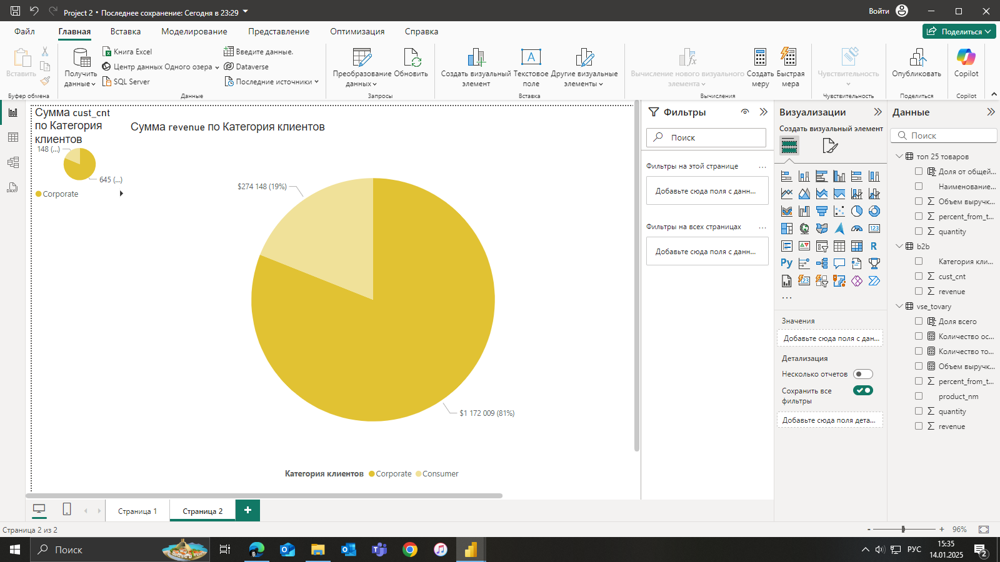 Project 2 • Последнее сохранение: Сегодня в 23:29
Войти
Файл
Главная
Вставка
Моделирование
Представление
Оптимизация
Справка
Поделиться
Вставить
Буфер обмена
Получить данные
Книга Excel
Центр данных Одного озера
SQL Server
Введите данные.
Dataverse
Последние источники
Данные
Преобразование данных
Обновить
Запросы
Создать визуальный элемент
Текстовое поле
A
Другие визуальные элементы
Вставка
Вычисление нового визуального элемента
Создать меру
Быстрая мера
Вычисления
Чувствительность
Чувствительность
Опубликовать
Поделиться
Copilot
Copilot
DAX
Сумма cust_cnt
по Категория
клиентов
148 (...)
645 (...)
Corporate
Сумма revenue по Категория клиентов
$274 148 (19%)
$1 172 009 (81%)
Категория клиентов Corporate Consumer
Фильтры
Поиск
Фильтры на этой странице ...
Добавьте сюда поля с данн...
Фильтры на всех страницах ...
Добавьте сюда поля с данн...
Визуализации
Создать визуальный элемент
123
R
Py
123
...
Значения
Добавьте сюда поля с дан...
Детализация
Несколько отчетов
Сохранить все
фильтры
Добавьте сюда поля дета...
Данные
Поиск
топ 25 товаров
Доля от общей...
Наименование...
Объем выручк...
percent_from_t...
quantity
b2b
Категория кли...
cust_cnt
revenue
vse_tovary
Доля всего
Количество ос...
Количество то...
Объем выручк...
percent_from_t...
product_nm
quantity
revenue
Страница 1
Страница 2
+
Страница 2 из 2
- + 96%
Поиск
РУС
15:35
14.01.2025
2